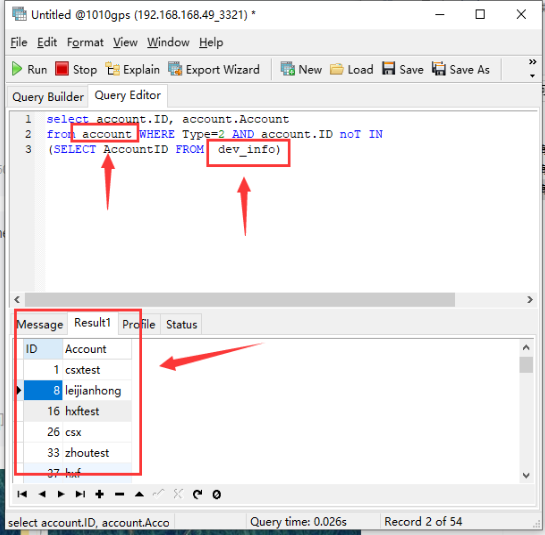 Untitled @1010gps (192.168.168.49_3321) *
File Edit Format View Window Help
Run Stop Explain Export Wizard New Load Save Save As »
Query Builder Query Editor
1 select account.ID, account.Account
2 from account WHERE Type=2 AND account.ID noT IN
3 (SELECT AccountID FROM dev_info)
Message Result1 Profile Status
ID Account
1 csxtest
8 leijianhong
16 hxftest
26 csx
33 zhoutest
37 hxf
select account.ID, account.Acco Query time: 0.026s Record 2 of 54